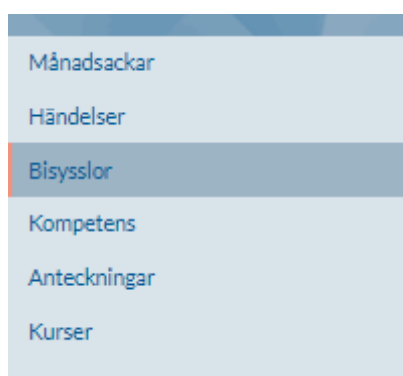 Månadsackar
Händelser
Bisysslor
Kompetens
Anteckningar
Kurser